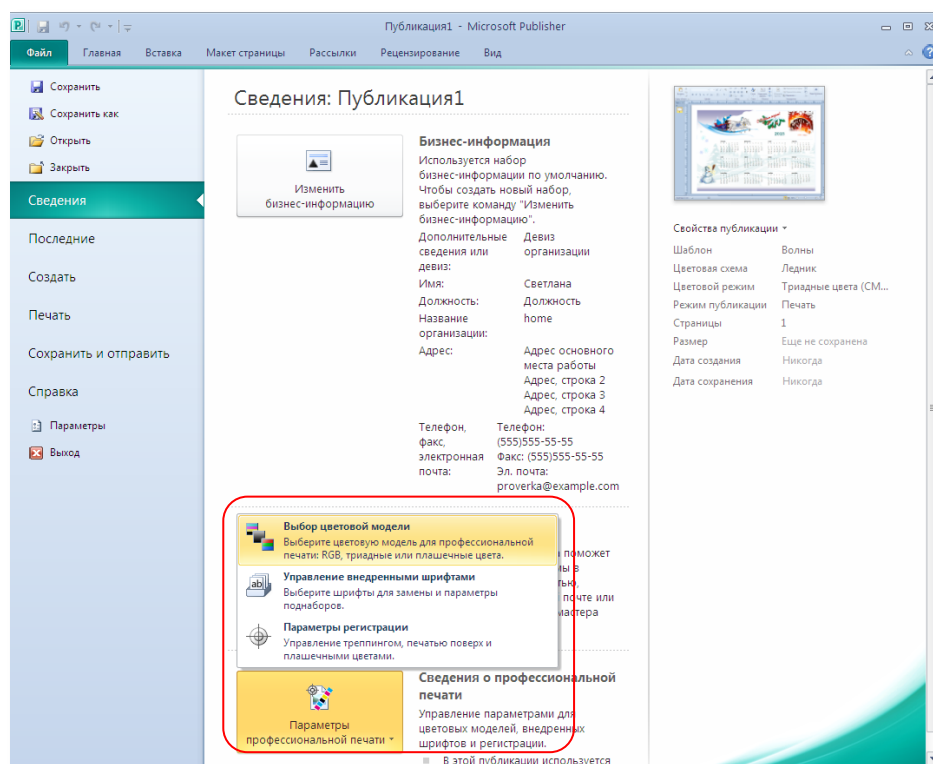 Публикация1 - Microsoft Publisher
Файл Главная Вставка Макет страницы Рассылки Рецензирование Вид
Сохранить
Сохранить как
Открыть
Закрыть
Сведения
Последние
Создать
Печать
Сохранить и отправить
Справка
Параметры
Выход
Сведения: Публикация1
Изменить
бизнес-информацию
Бизнес-информация
Используется набор
бизнес-информации по умолчанию.
Чтобы создать новый набор,
выберите команду "Изменить
бизнес-информацию".
Дополнительные Девиз
сведения или организации
девиз:
Имя: Светлана
Должность: Должность
Название home
организации:
Адрес: Адрес основного
места работы
Адрес, строка 2
Адрес, строка 3
Адрес, строка 4
Телефон, Телефон:
факс, (555)555-55-55
электронная Факс: (555)555-55-55
почта: Эл. почта:
proverka@example.com
Выбор цветовой модели
Выберите цветовую модель для профессиональной
печати: RGB, триадные или плашечные цвета.
Управление внедренными шрифтами
Выберите шрифты для замены и параметры
поднаборов.
Параметры регистрации
Управление треппингом, печатью поверх и
плашечными цветами.
поможет
в
почте или
мастера
Параметры
профессиональной печати
Сведения о профессиональной
печати
Управление параметрами для
цветовых моделей, внедренных
шрифтов и регистрации.
В этой публикации используется
Свойства публикации
Шаблон Волны
Цветовая схема Ледник
Цветовой режим Триадные цвета (CM...
Режим публикации Печать
Страницы 1
Размер Еще не сохранена
Дата создания Никогда
Дата сохранения Никогда